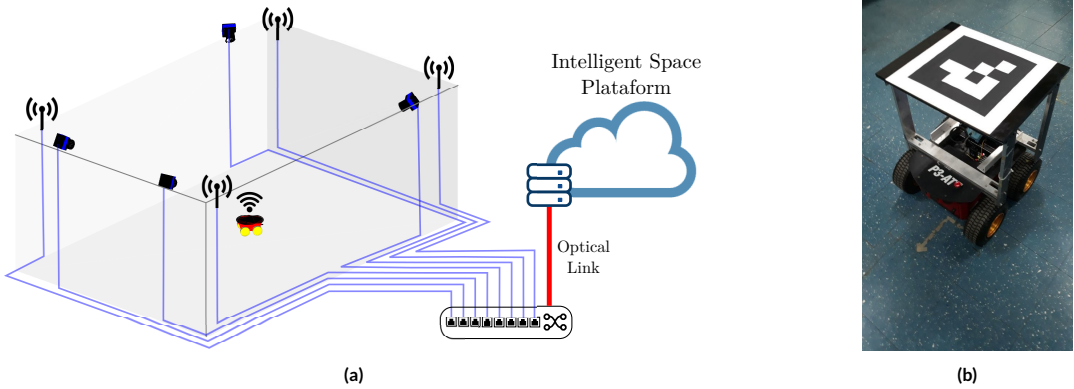 Intelligent Space
Plataform
Optical
Link
P3-AT
(a)
(b)